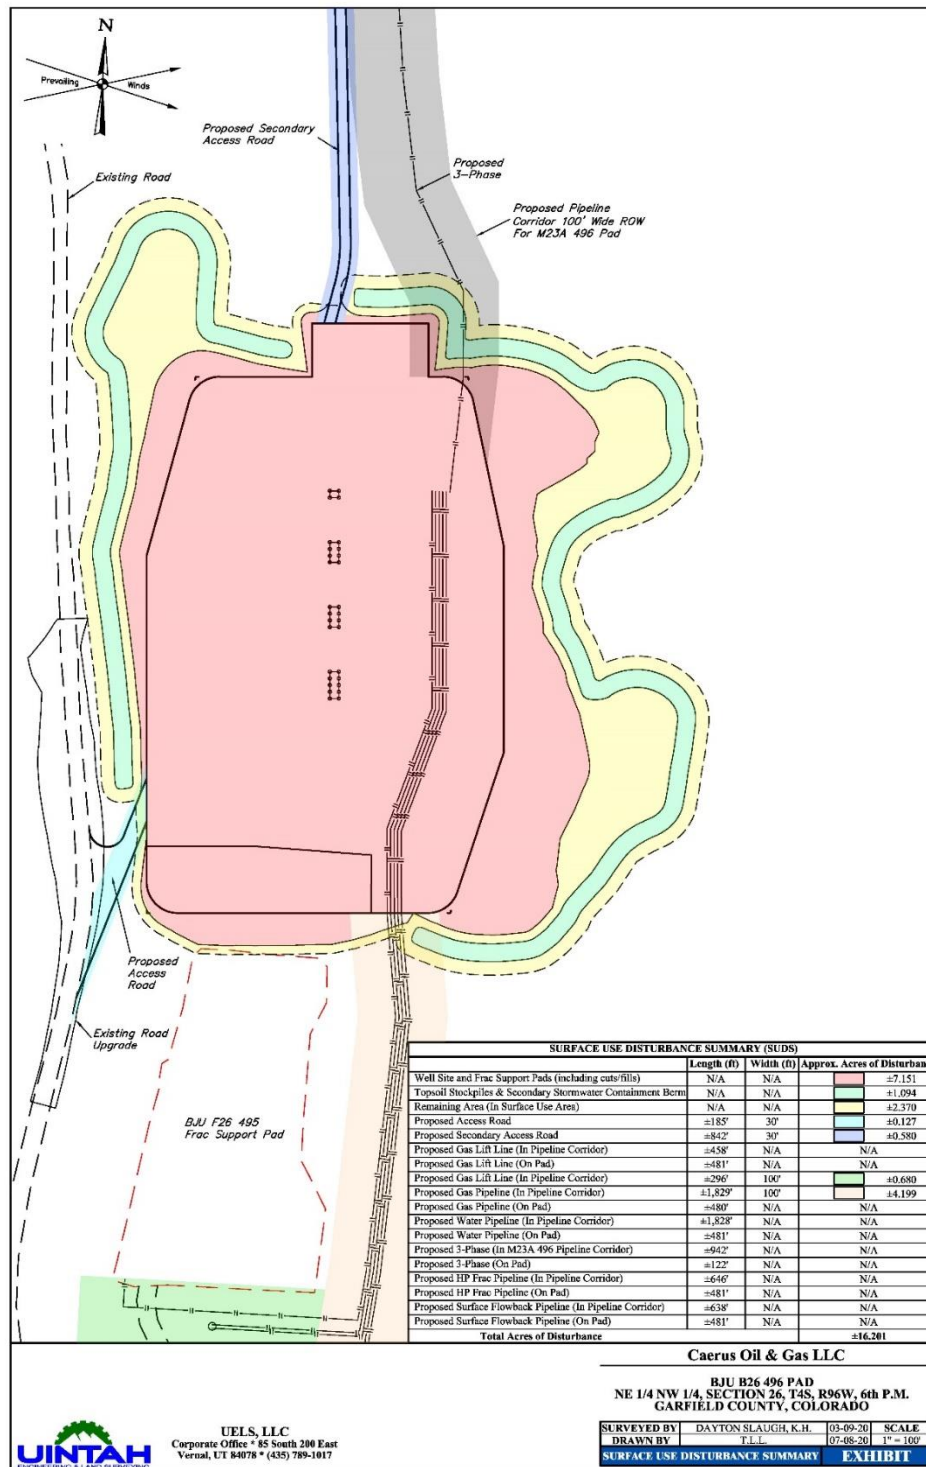 N
Prevailing Winds
Proposed Secondary
Access Road
Existing Road
Proposed
3-Phase
Proposed Pipeline
Corridor 100' Wide ROW
For M23A 496 Pad
Proposed
Access
Road
Existing Road
Upgrade
BJU F26 495
Frac Support Pad
SURFACE USE DISTURBANCE SUMMARY (SUDS)
Length (ft) Width (ft) Approx. Acres of Disturban
Well Site and Frac Support Pads (including cuts/fills) N/A N/A ±7.151
Topsoil Stockpiles & Secondary Stormwater Containment Berm N/A N/A ±1.094
Remaining Area (In Surface Use Area) N/A N/A ±2.370
Proposed Access Road ±185' 30' ±0.127
Proposed Secondary Access Road ±842' 30' ±0.580
Proposed Gas Lift Line (In Pipeline Corridor) ±458' N/A N/A
Proposed Gas Lift Line (On Pad) ±481' N/A N/A
Proposed Gas Lift Line (In Pipeline Corridor) ±296' 100' ±0.680
Proposed Gas Pipeline (In Pipeline Corridor) ±1,829' 100' ±4.199
Proposed Gas Pipeline (On Pad) ±480' N/A N/A
Proposed Water Pipeline (In Pipeline Corridor) ±1,828' N/A N/A
Proposed Water Pipeline (On Pad) ±481' N/A N/A
Proposed 3-Phase (In M23A 496 Pipeline Corridor) ±942' N/A N/A
Proposed 3-Phase (On Pad) ±122' N/A N/A
Proposed HP Frac Pipeline (In Pipeline Corridor) ±646' N/A N/A
Proposed HP Frac Pipeline (On Pad) ±481' N/A N/A
Proposed Surface Flowback Pipeline (In Pipeline Corridor) ±638' N/A N/A
Proposed Surface Flowback Pipeline (On Pad) ±481' N/A N/A
Total Acres of Disturbance ±16.201
Caerus Oil & Gas LLC
BJU B26 496 PAD
NE 1/4 NW 1/4, SECTION 26, T4S, R96W, 6th P.M.
GARFIELD COUNTY, COLORADO
UINTAH
ENGINEERING & LAND SURVEYING
UELS, LLC
Corporate Office * 85 South 200 East
Vernal, UT 84078 * (435) 789-1017
SURVEYED BY DAYTON SLAUGH, K.H. 03-09-20 SCALE
DRAWN BY T.L.L. 07-08-20 1" = 100'
SURFACE USE DISTURBANCE SUMMARY EXHIBIT